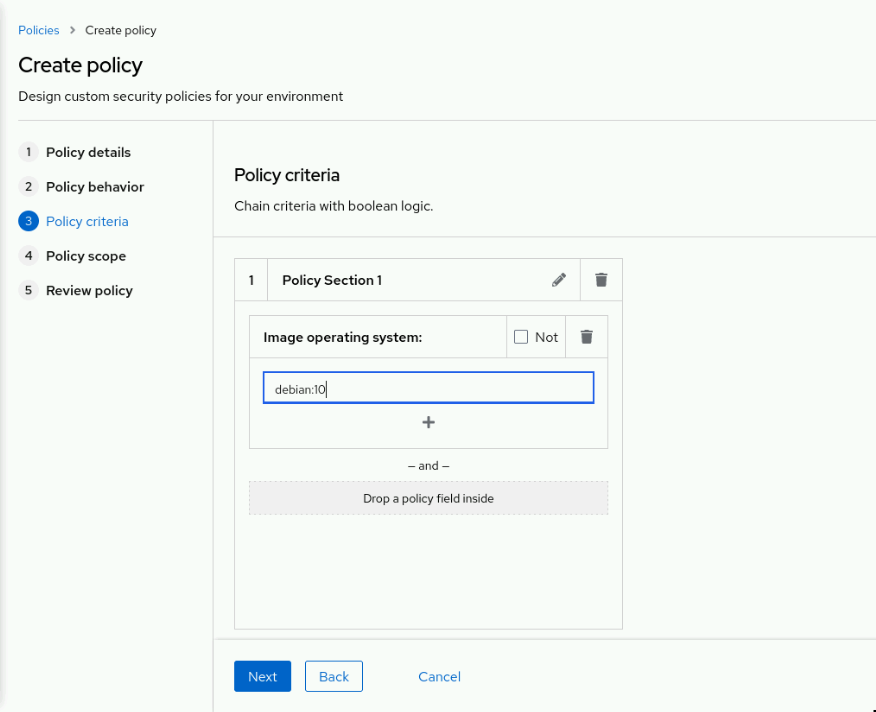 Policies > Create policy
Create policy
Design custom security policies for your environment
1 Policy details
2 Policy behavior
3 Policy criteria
4 Policy scope
5 Review policy
Policy criteria
Chain criteria with boolean logic.
1 Policy Section 1
Image operating system: Not
debian:10
– and –
Drop a policy field inside
Next Back Cancel